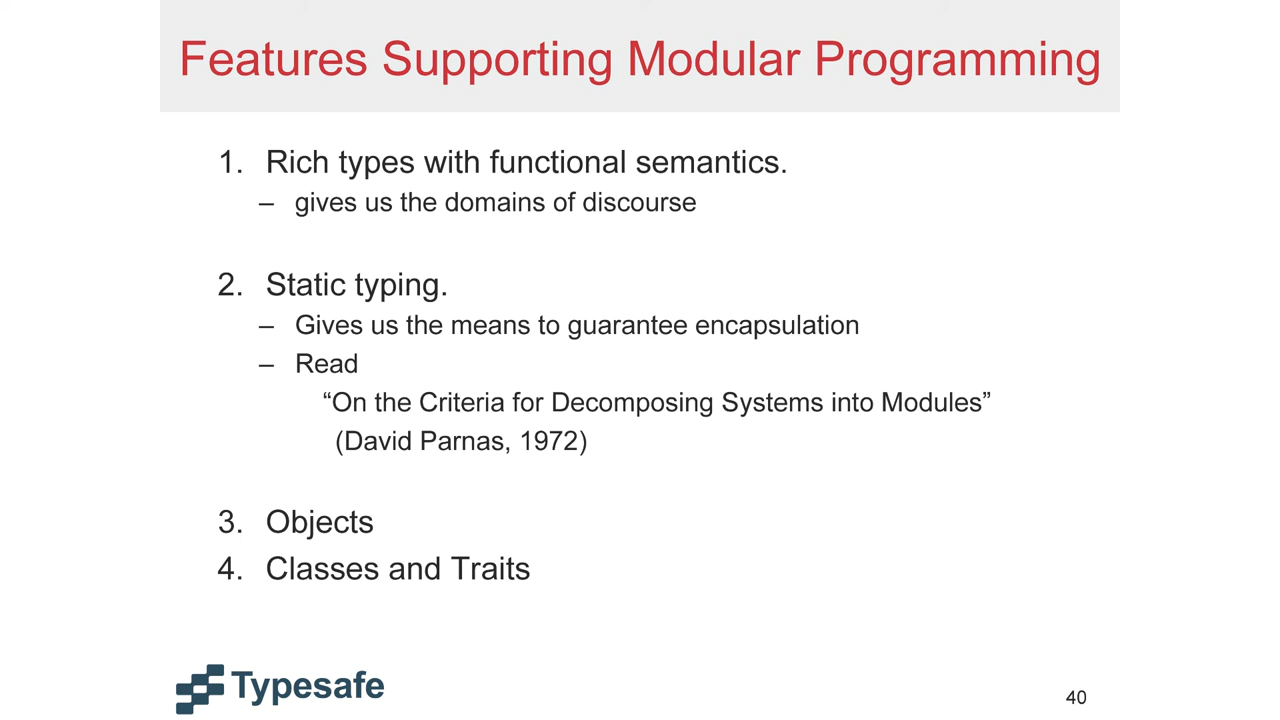 Features Supporting Modular Programming
1. Rich types with functional semantics.
– gives us the domains of discourse
2. Static typing.
– Gives us the means to guarantee encapsulation
– Read
“On the Criteria for Decomposing Systems into Modules”
(David Parnas, 1972)
3. Objects
4. Classes and Traits
Typesafe
40